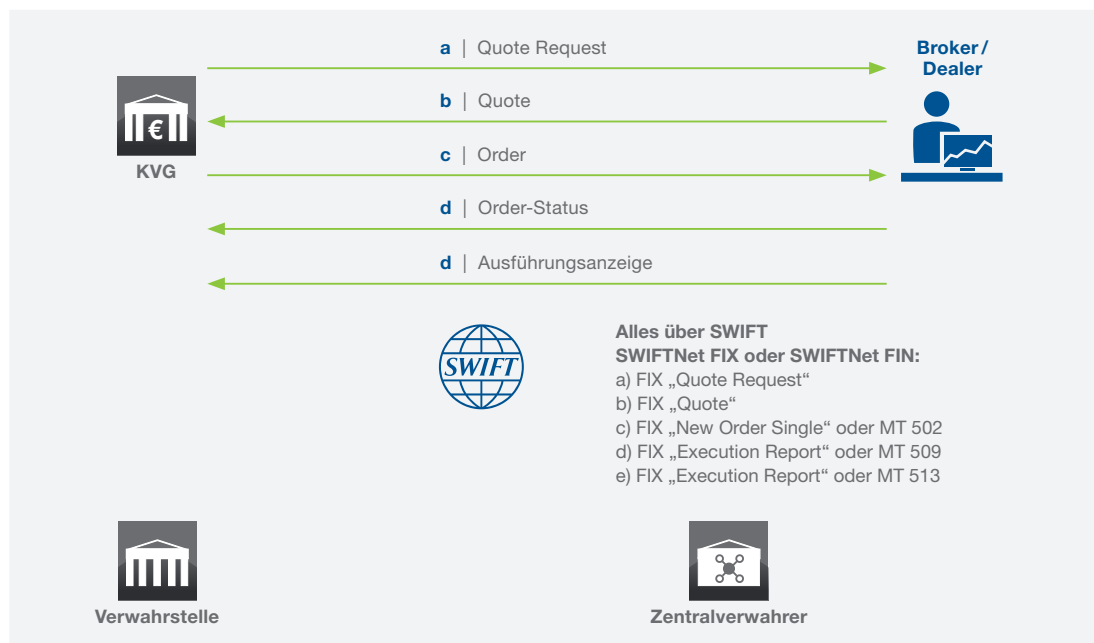 a | Quote Request
Broker/
Dealer
b | Quote
KVG
c | Order
d | Order-Status
d | Ausführungsanzeige
SWIFT
Alles über SWIFT
SWIFTNet FIX oder SWIFTNet FIN:
a) FIX „Quote Request“
b) FIX „Quote“
c) FIX „New Order Single“ oder MT 502
d) FIX „Execution Report“ oder MT 509
e) FIX „Execution Report“ oder MT 513
Verwahrstelle
Zentralverwahrer